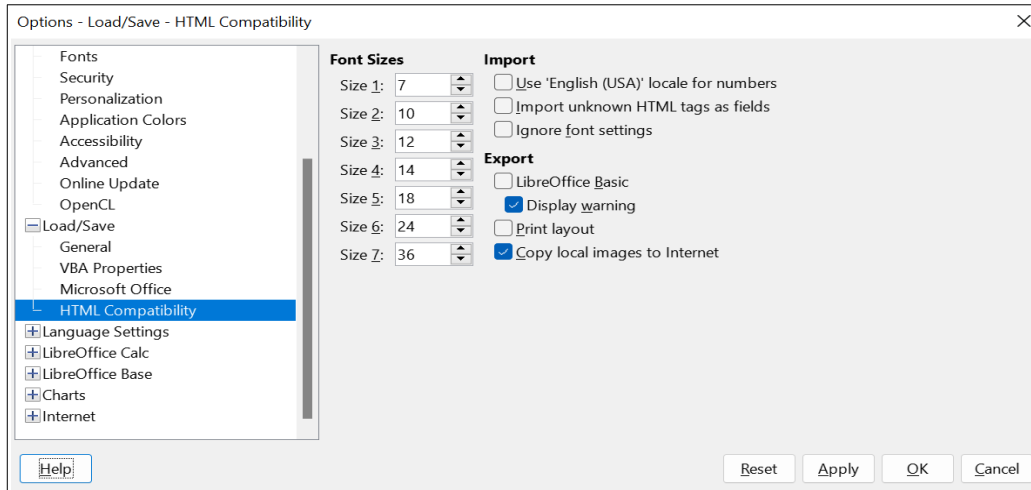 Options - Load/Save - HTML Compatibility
Fonts
Security
Personalization
Application Colors
Accessibility
Advanced
Online Update
OpenCL
Load/Save
General
VBA Properties
Microsoft Office
HTML Compatibility
Language Settings
LibreOffice Calc
LibreOffice Base
Charts
Internet
Font Sizes
Size 1: 7
Size 2: 10
Size 3: 12
Size 4: 14
Size 5: 18
Size 6: 24
Size 7: 36
Import
Use 'English (USA)' locale for numbers
Import unknown HTML tags as fields
Ignore font settings
Export
LibreOffice Basic
Display warning
Print layout
Copy local images to Internet
Help
Reset
Apply
OK
Cancel